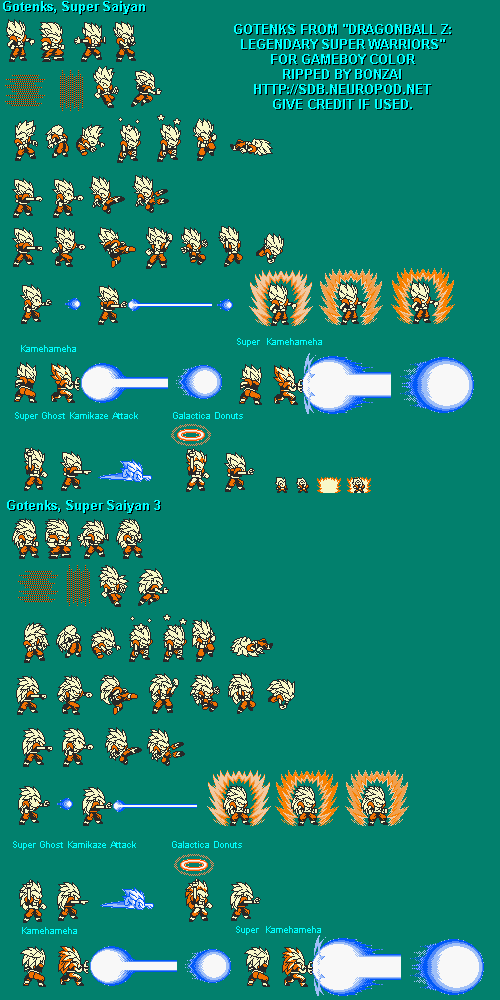 Gotenks, Super Saiyan
GOTENKS FROM "DRAGONBALL Z:
LEGENDARY SUPER WARRIORS"
FOR GAMEBOY COLOR
RIPPED BY BONZAI
HTTP://SDB.NEUROPOD.NET
GIVE CREDIT IF USED.
Kamehameha
Super Kamehameha
Super Ghost Kamikaze Attack
Galactica Donuts
Gotenks, Super Saiyan 3
Super Ghost Kamikaze Attack
Galactica Donuts
Kamehameha
Super Kamehameha